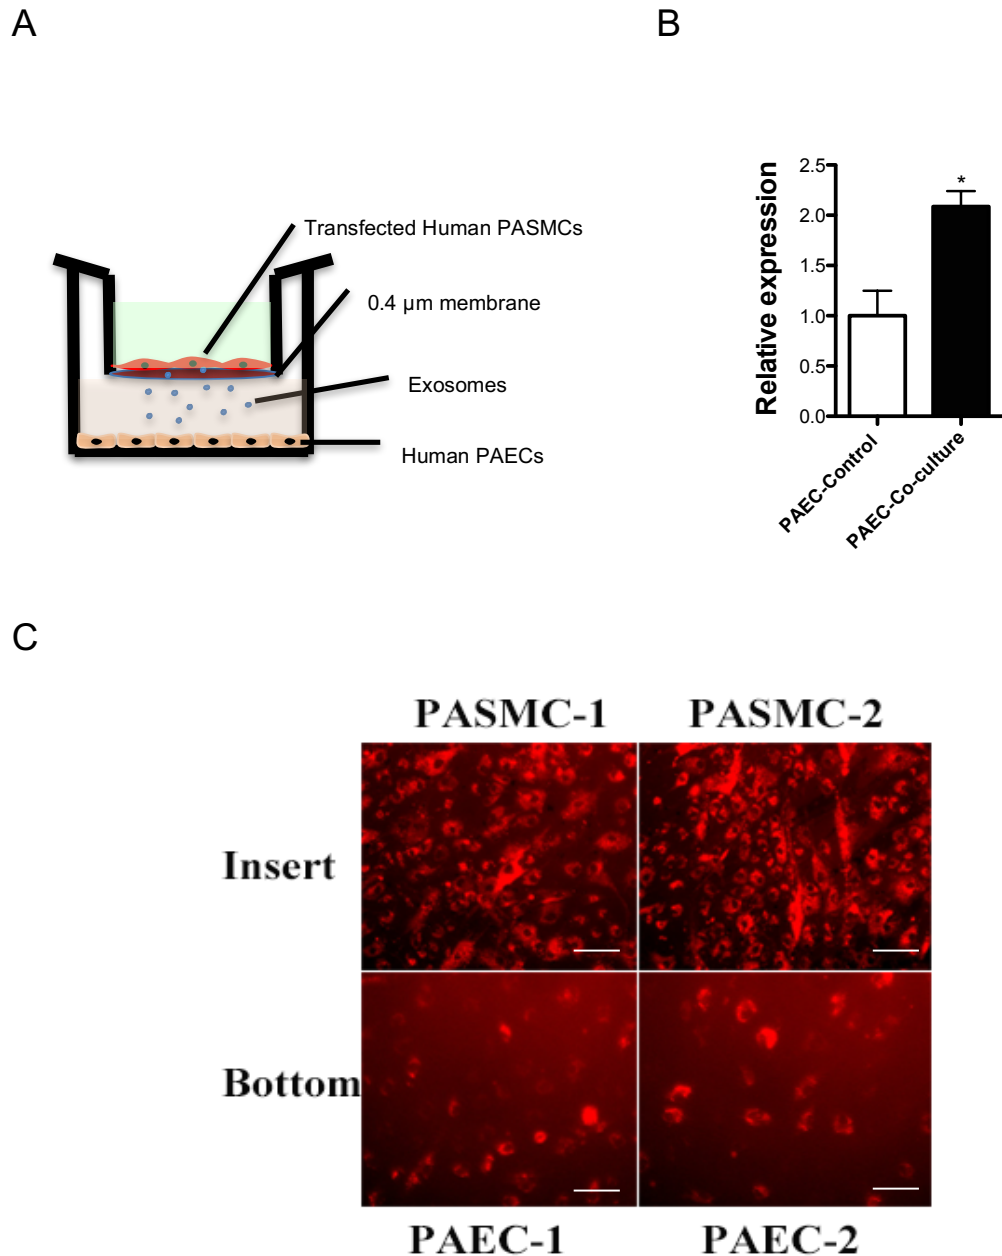 A
B
Transfected Human PASMCs
0.4 µm membrane
Exosomes
Human PAECs
Relative expression
2.5
2.0
1.5
1.0
0.5
0.0
*
PAEC-Control
PAEC-Co-culture
C
PASMC-1
PASMC-2
Insert
Bottom
PAEC-1
PAEC-2